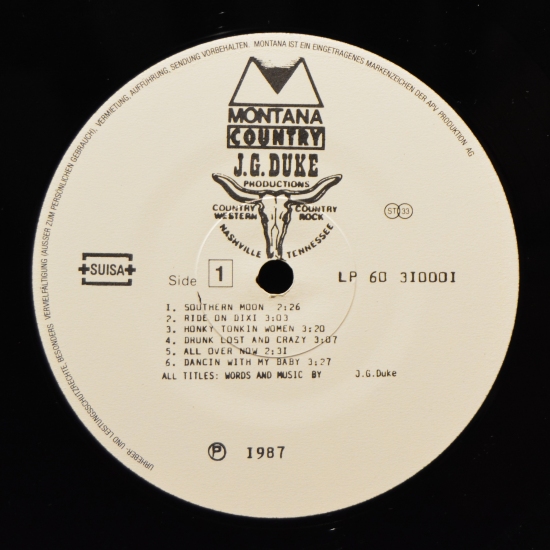 URHEBER- UND LEISTUNGSSCHUTZRECHTE, BESONDERS VERVIELFÄLTIGUNG (AUSSER ZUM PERSÖNLICHEN GEBRAUCH), VERMIETUNG, AUFFÜHRUNG, SENDUNG VORBEHALTEN. MONTANA IST EIN EINGETRAGENES MARKENZEICHEN DER APV PRODUKTION AG
MONTANA
COUNTRY
J.G. DUKE
PRODUCTIONS
COUNTRY COUNTRY
WESTERN ROCK
NASHVILLE TENNESSEE
ST 33
SUISA
Side 1
LP 60 310001
1. SOUTHERN MOON 2:26
2. RIDE ON DIXI 3:03
3. HONKY TONKIN WOMEN 3:20
4. DRUNK LOST AND CRAZY 3:07
5. ALL OVER NOW 2:31
6. DANCIN WITH MY BABY 3:27
ALL TITLES: WORDS AND MUSIC BY J.G.Duke
Ⓟ 1987